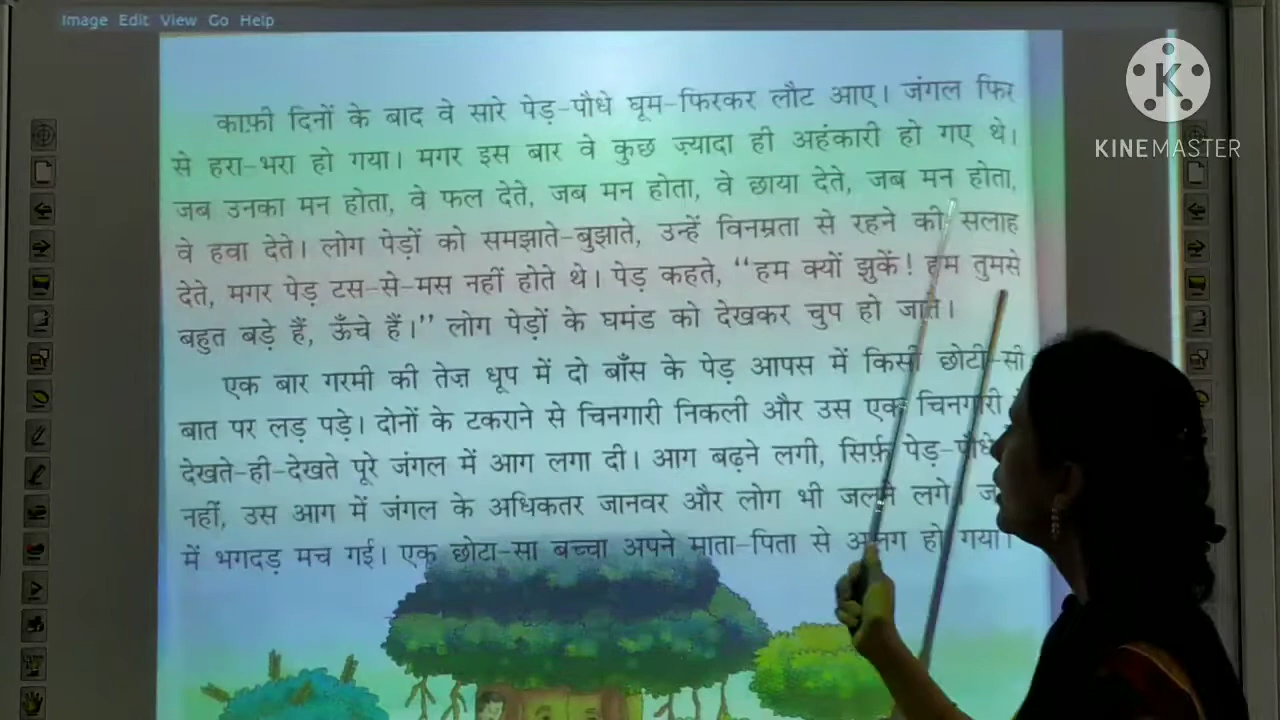 Image Edit View Go Help
K
KINEMASTER
काफ़ी दिनों के बाद वे सारे पेड़-पौधे घूम-फिरकर लौट आए। जंगल फिर
से हरा-भरा हो गया। मगर इस बार वे कुछ ज़्यादा ही अहंकारी हो गए थे।
जब उनका मन होता, वे फल देते, जब मन होता, वे छाया देते, जब मन होता,
वे हवा देते। लोग पेड़ों को समझाते-बुझाते, उन्हें विनम्रता से रहने की सलाह
देते, मगर पेड़ टस-से-मस नहीं होते थे। पेड़ कहते, “हम क्यों झुकें! हम तुमसे
बहुत बड़े हैं, ऊँचे हैं।” लोग पेड़ों के घमंड को देखकर चुप हो जाते।
एक बार गरमी की तेज़ धूप में दो बाँस के पेड़ आपस में किसी छोटी-सी
बात पर लड़ पड़े। दोनों के टकराने से चिनगारी निकली और उस एक चिनगारी
देखते-ही-देखते पूरे जंगल में आग लगा दी। आग बढ़ने लगी, सिर्फ़ पेड़-पौधे
नहीं, उस आग में जंगल के अधिकतर जानवर और लोग भी जलने लगे।
में भगदड़ मच गई। एक छोटा-सा बच्चा अपने माता-पिता से अलग हो गया।